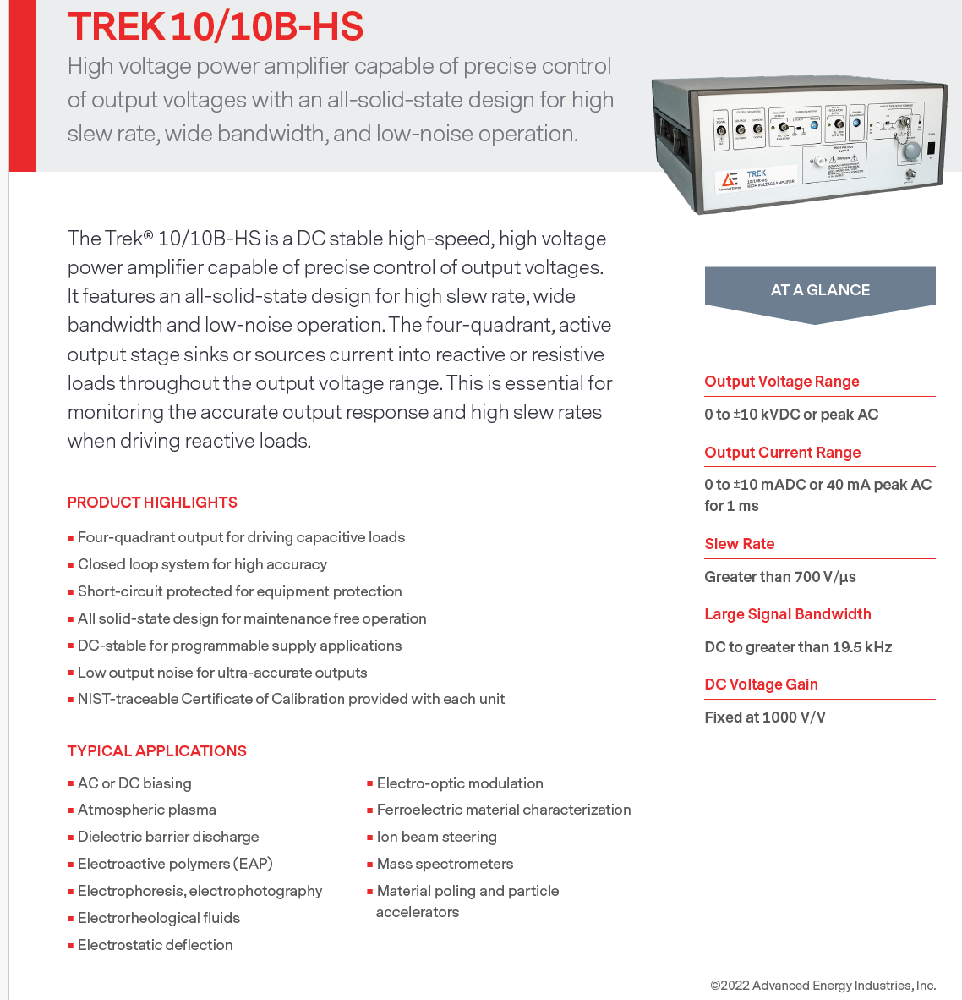 TREK 10/10B-HS
High voltage power amplifier capable of precise control
of output voltages with an all-solid-state design for high
slew rate, wide bandwidth, and low-noise operation.
TREK
10/10B-HS
HIGH VOLTAGE AMPLIFIER
Advanced Energy
HIGH VOLTAGE
OUTPUT
DANGER
The Trek® 10/10B-HS is a DC stable high-speed, high voltage
power amplifier capable of precise control of output voltages.
It features an all-solid-state design for high slew rate, wide
bandwidth and low-noise operation. The four-quadrant, active
output stage sinks or sources current into reactive or resistive
loads throughout the output voltage range. This is essential for
monitoring the accurate output response and high slew rates
when driving reactive loads.
PRODUCT HIGHLIGHTS
Four-quadrant output for driving capacitive loads
Closed loop system for high accuracy
Short-circuit protected for equipment protection
All solid-state design for maintenance free operation
DC-stable for programmable supply applications
Low output noise for ultra-accurate outputs
NIST-traceable Certificate of Calibration provided with each unit
TYPICAL APPLICATIONS
AC or DC biasing
Atmospheric plasma
Dielectric barrier discharge
Electroactive polymers (EAP)
Electrophoresis, electrophotography
Electrorheological fluids
Electrostatic deflection
Electro-optic modulation
Ferroelectric material characterization
Ion beam steering
Mass spectrometers
Material poling and particle
accelerators
AT A GLANCE
Output Voltage Range
0 to ±10 kVDC or peak AC
Output Current Range
0 to ±10 mADC or 40 mA peak AC
for 1 ms
Slew Rate
Greater than 700 V/μs
Large Signal Bandwidth
DC to greater than 19.5 kHz
DC Voltage Gain
Fixed at 1000 V/V
©2022 Advanced Energy Industries, Inc.